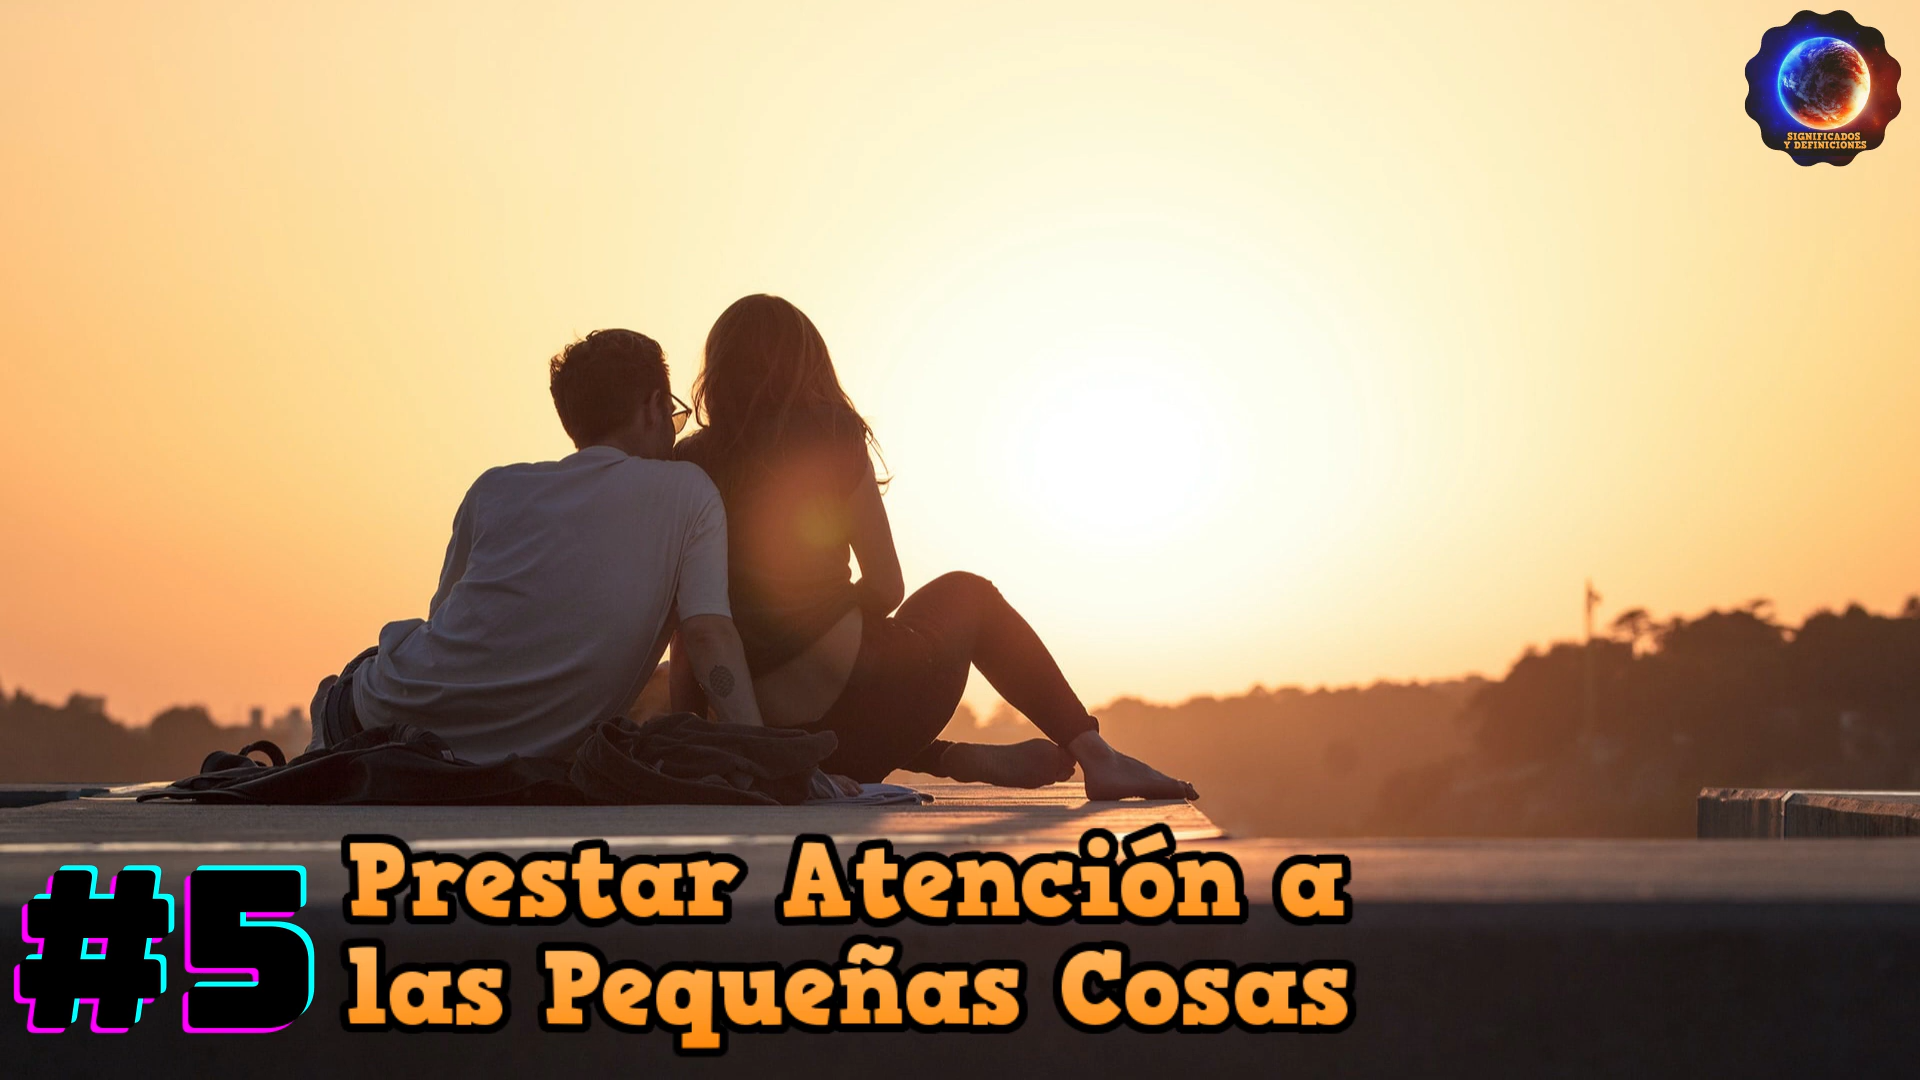 SIGNIFICADOS
Y DEFINICIONES
#5
Prestar Atención a
las Pequeñas Cosas